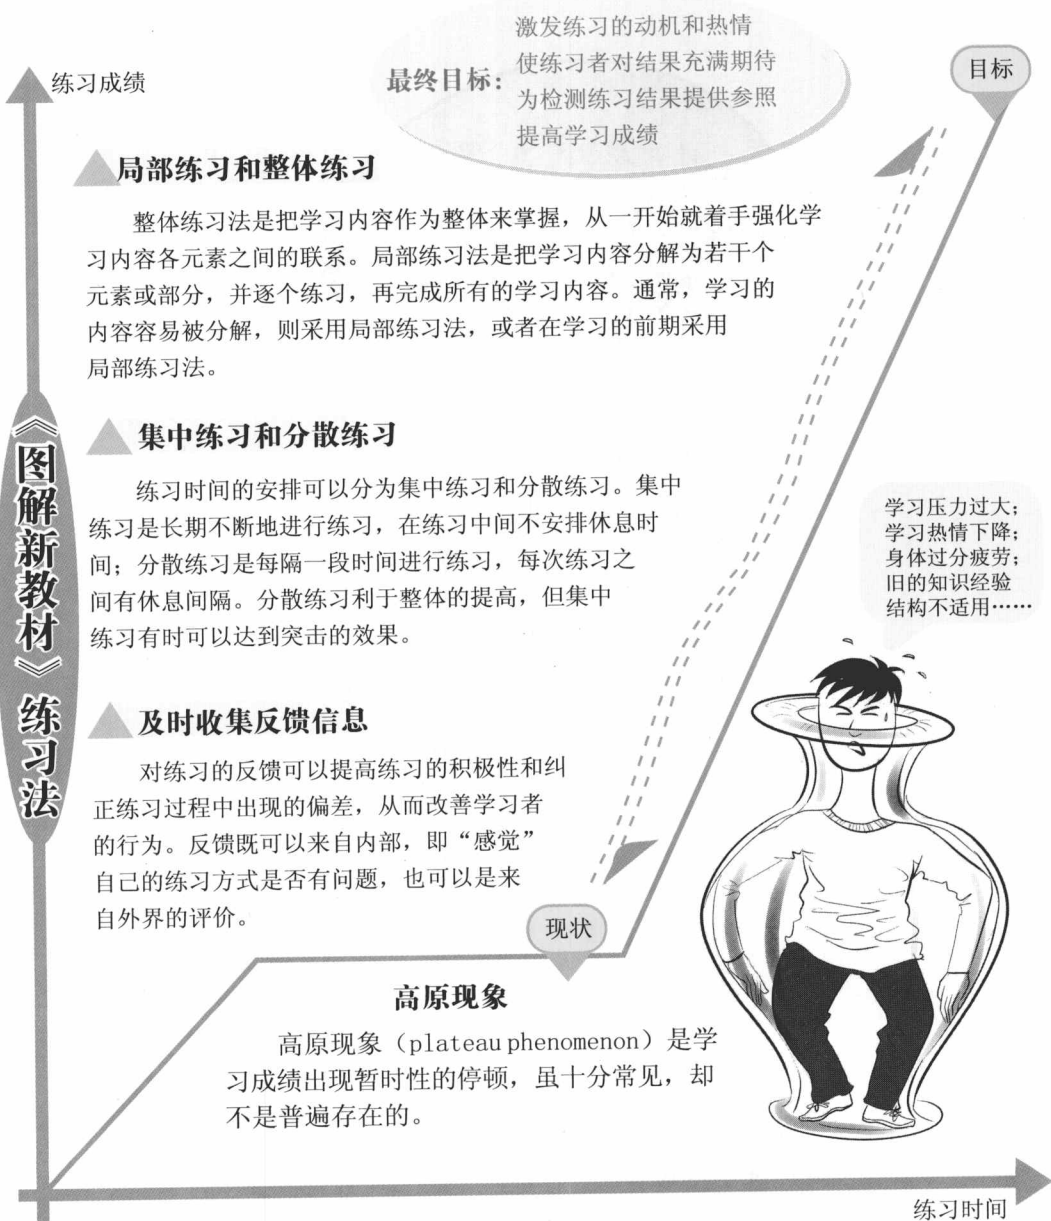 激发练习的动机和热情
最终目标：
使练习者对结果充满期待
为检测练习结果提供参照
提高学习成绩
目标
练习成绩
局部练习和整体练习
整体练习法是把学习内容作为整体来掌握，从一开始就着手强化学
习内容各元素之间的联系。局部练习法是把学习内容分解为若干个
元素或部分，并逐个练习，再完成所有的学习内容。通常，学习的
内容容易被分解，则采用局部练习法，或者在学习的前期采用
局部练习法。
集中练习和分散练习
练习时间的安排可以分为集中练习和分散练习。集中
练习是长期不断地进行练习，在练习中间不安排休息时
间；分散练习是每隔一段时间进行练习，每次练习之
间有休息间隔。分散练习利于整体的提高，但集中
练习有时可以达到突击的效果。
《图解新教材》练习法
学习压力过大；
学习热情下降；
身体过分疲劳；
旧的知识经验
结构不适用……
及时收集反馈信息
对练习的反馈可以提高练习的积极性和纠
正练习过程中出现的偏差，从而改善学习者
的行为。反馈既可以来自内部，即“感觉”
自己的练习方式是否有问题，也可以是来
自外界的评价。
现状
高原现象
高原现象（plateau phenomenon）是学
习成绩出现暂时性的停顿，虽十分常见，却
不是普遍存在的。
练习时间